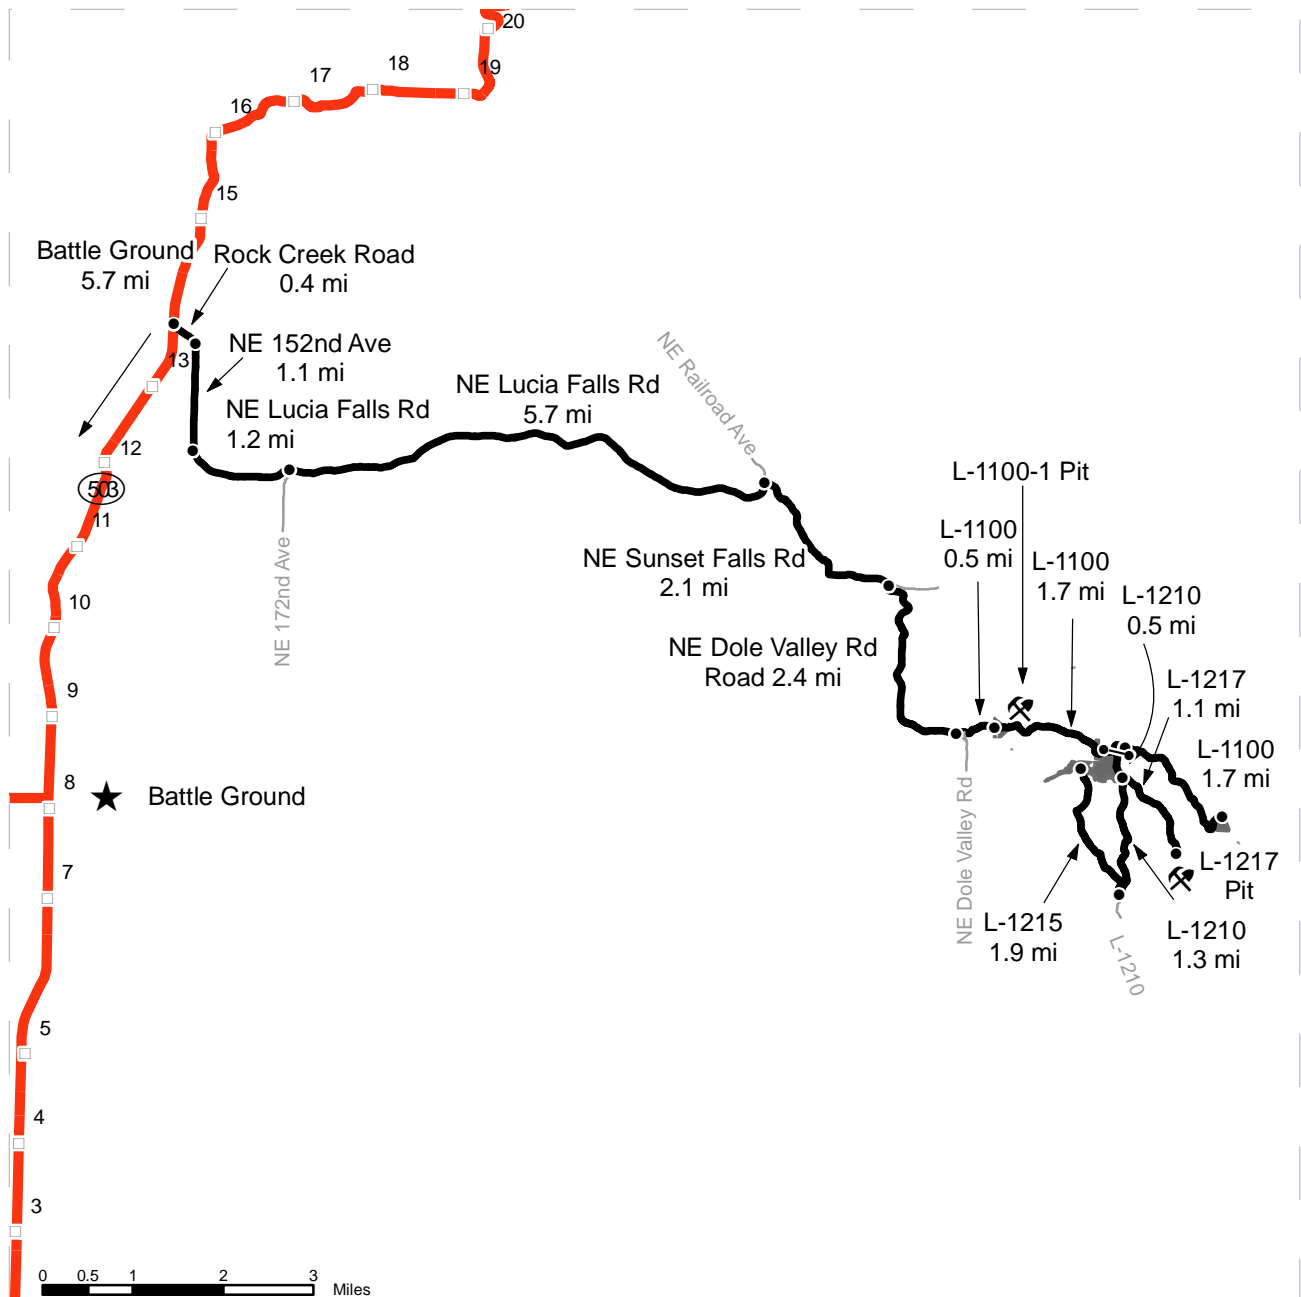 20
19
18
17
16
15
Battle Ground
5.7 mi
Rock Creek Road
0.4 mi
13
NE 152nd Ave
1.1 mi
NE Lucia Falls Rd
1.2 mi
NE Lucia Falls Rd
5.7 mi
NE Railroad Ave
12
503
11
NE 172nd Ave
L-1100-1 Pit
L-1100
0.5 mi
L-1100
1.7 mi
NE Sunset Falls Rd
2.1 mi
L-1210
0.5 mi
10
NE Dole Valley Rd
Road 2.4 mi
9
L-1217
1.1 mi
L-1100
1.7 mi
8
Battle Ground
NE Dole Valley Rd
7
L-1217
Pit
L-1215
1.9 mi
L-1210
L-1210
1.3 mi
5
4
3
0 0.5 1 2 3
Miles